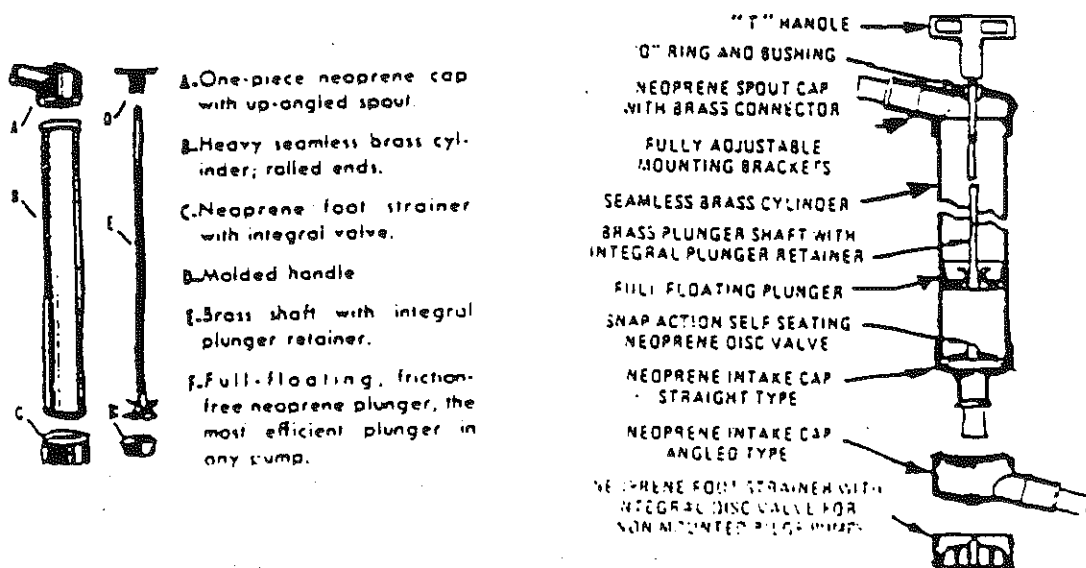 A. One-piece neoprene cap
with up-angled spout.
B. Heavy seamless brass cyl-
inder; rolled ends.
C. Neoprene foot strainer
with integral valve.
D. Molded handle
E. Brass shaft with integral
plunger retainer.
F. Full-floating, friction-
free neoprene plunger, the
most efficient plunger in
any pump.
A
B
C
D
E
F
"T" HANDLE
"O" RING AND BUSHING
NEOPRENE SPOUT CAP
WITH BRASS CONNECTOR
FULLY ADJUSTABLE
MOUNTING BRACKETS
SEAMLESS BRASS CYLINDER
BRASS PLUNGER SHAFT WITH
INTEGRAL PLUNGER RETAINER
FULL FLOATING PLUNGER
SNAP ACTION SELF SEATING
NEOPRENE DISC VALVE
NEOPRENE INTAKE CAP
STRAIGHT TYPE
NEOPRENE INTAKE CAP
ANGLED TYPE
NEOPRENE FOOT STRAINER WITH
INTEGRAL DISC VALVE FOR
NON MOUNTED BILGE PUMPS